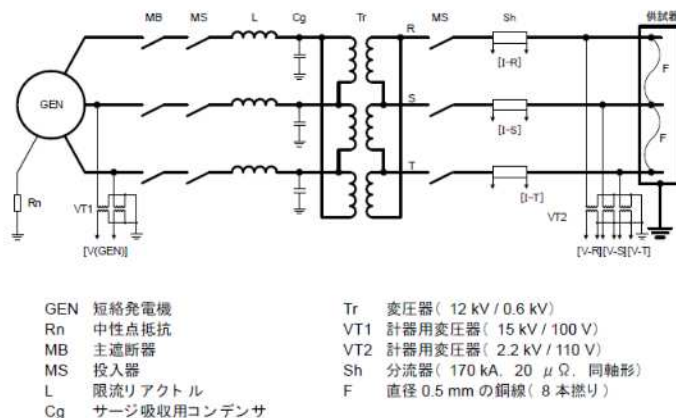 MB MS L Cg Tr MS Sh 供試器
R
[I-R]
F
GEN
S
[I-S]
F
T
[I-T]
Rn
VT1
VT2
[V(GEN)]
[V-R][V-S][V-T]
GEN 短絡発電機
Rn 中性点抵抗
MB 主遮断器
MS 投入器
L 限流リアクトル
Cg サージ吸収用コンデンサ
Tr 変圧器( 12 kV / 0.6 kV)
VT1 計器用変圧器( 15 kV / 100 V)
VT2 計器用変圧器( 2.2 kV / 110 V)
Sh 分流器( 170 kA, 20 μΩ, 同軸形)
F 直径 0.5 mm の銅線( 8 本撚り)